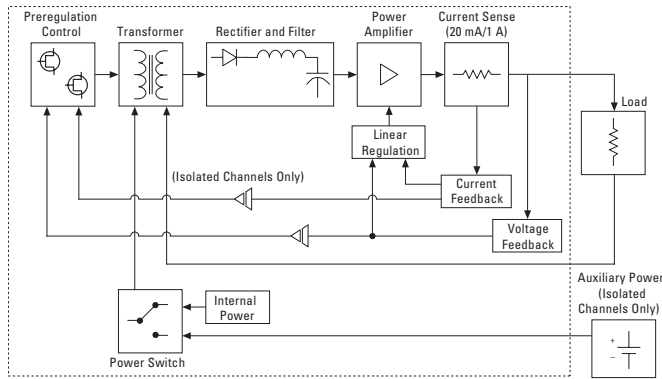 Preregulation
Control
Transformer
Rectifier and Filter
Power
Amplifier
Current Sense
(20 mA/1 A)
Load
Linear
Regulation
(Isolated Channels Only)
Current
Feedback
Voltage
Feedback
Auxiliary Power
(Isolated
Channels Only)
Internal
Power
+
–
Power Switch